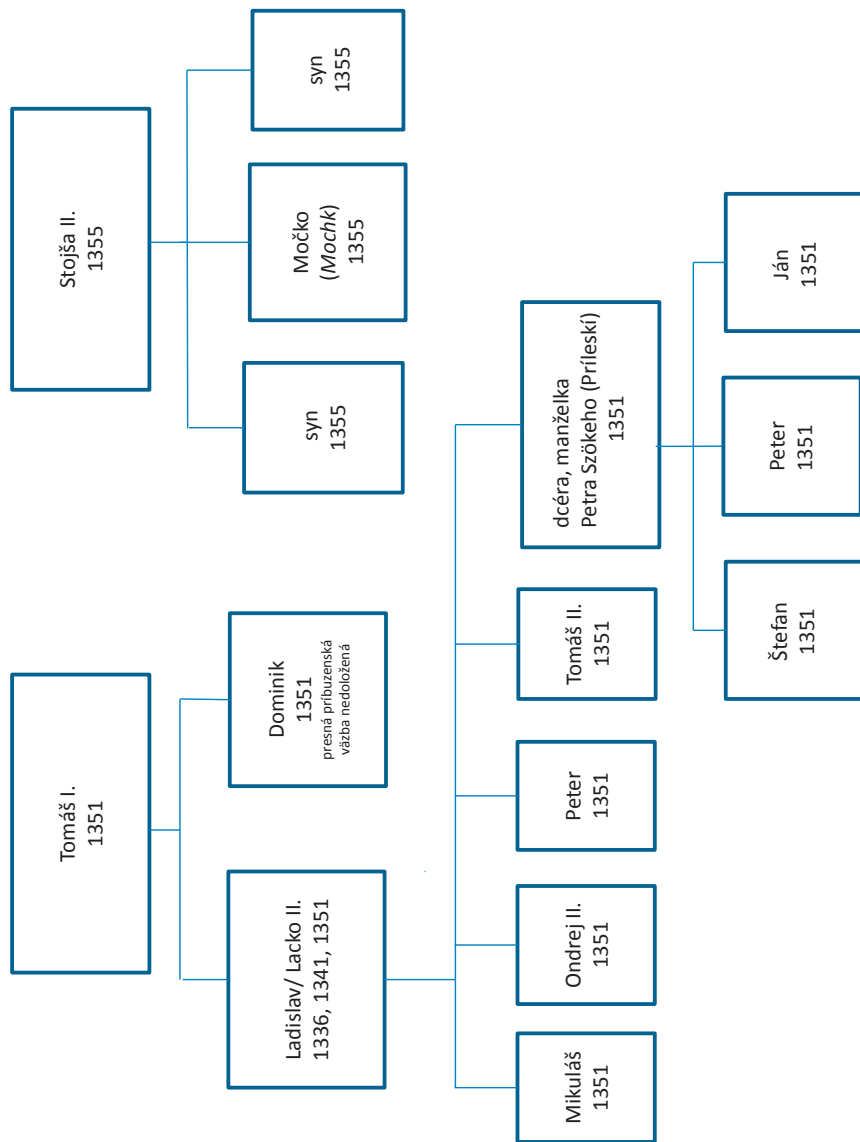 Tomáš I.
1351
Stojša II.
1355
Ladislav/ Lacko II.
1336, 1341, 1351
Dominik
1351
presná príbuzenská
väzba nedoložená
syn
1355
Močko
(Mochk)
1355
syn
1355
Mikuláš
1351
Ondrej II.
1351
Peter
1351
Tomáš II.
1351
dcéra, manželka
Petra Szökeho (Príleskí)
1351
Štefan
1351
Peter
1351
Ján
1351